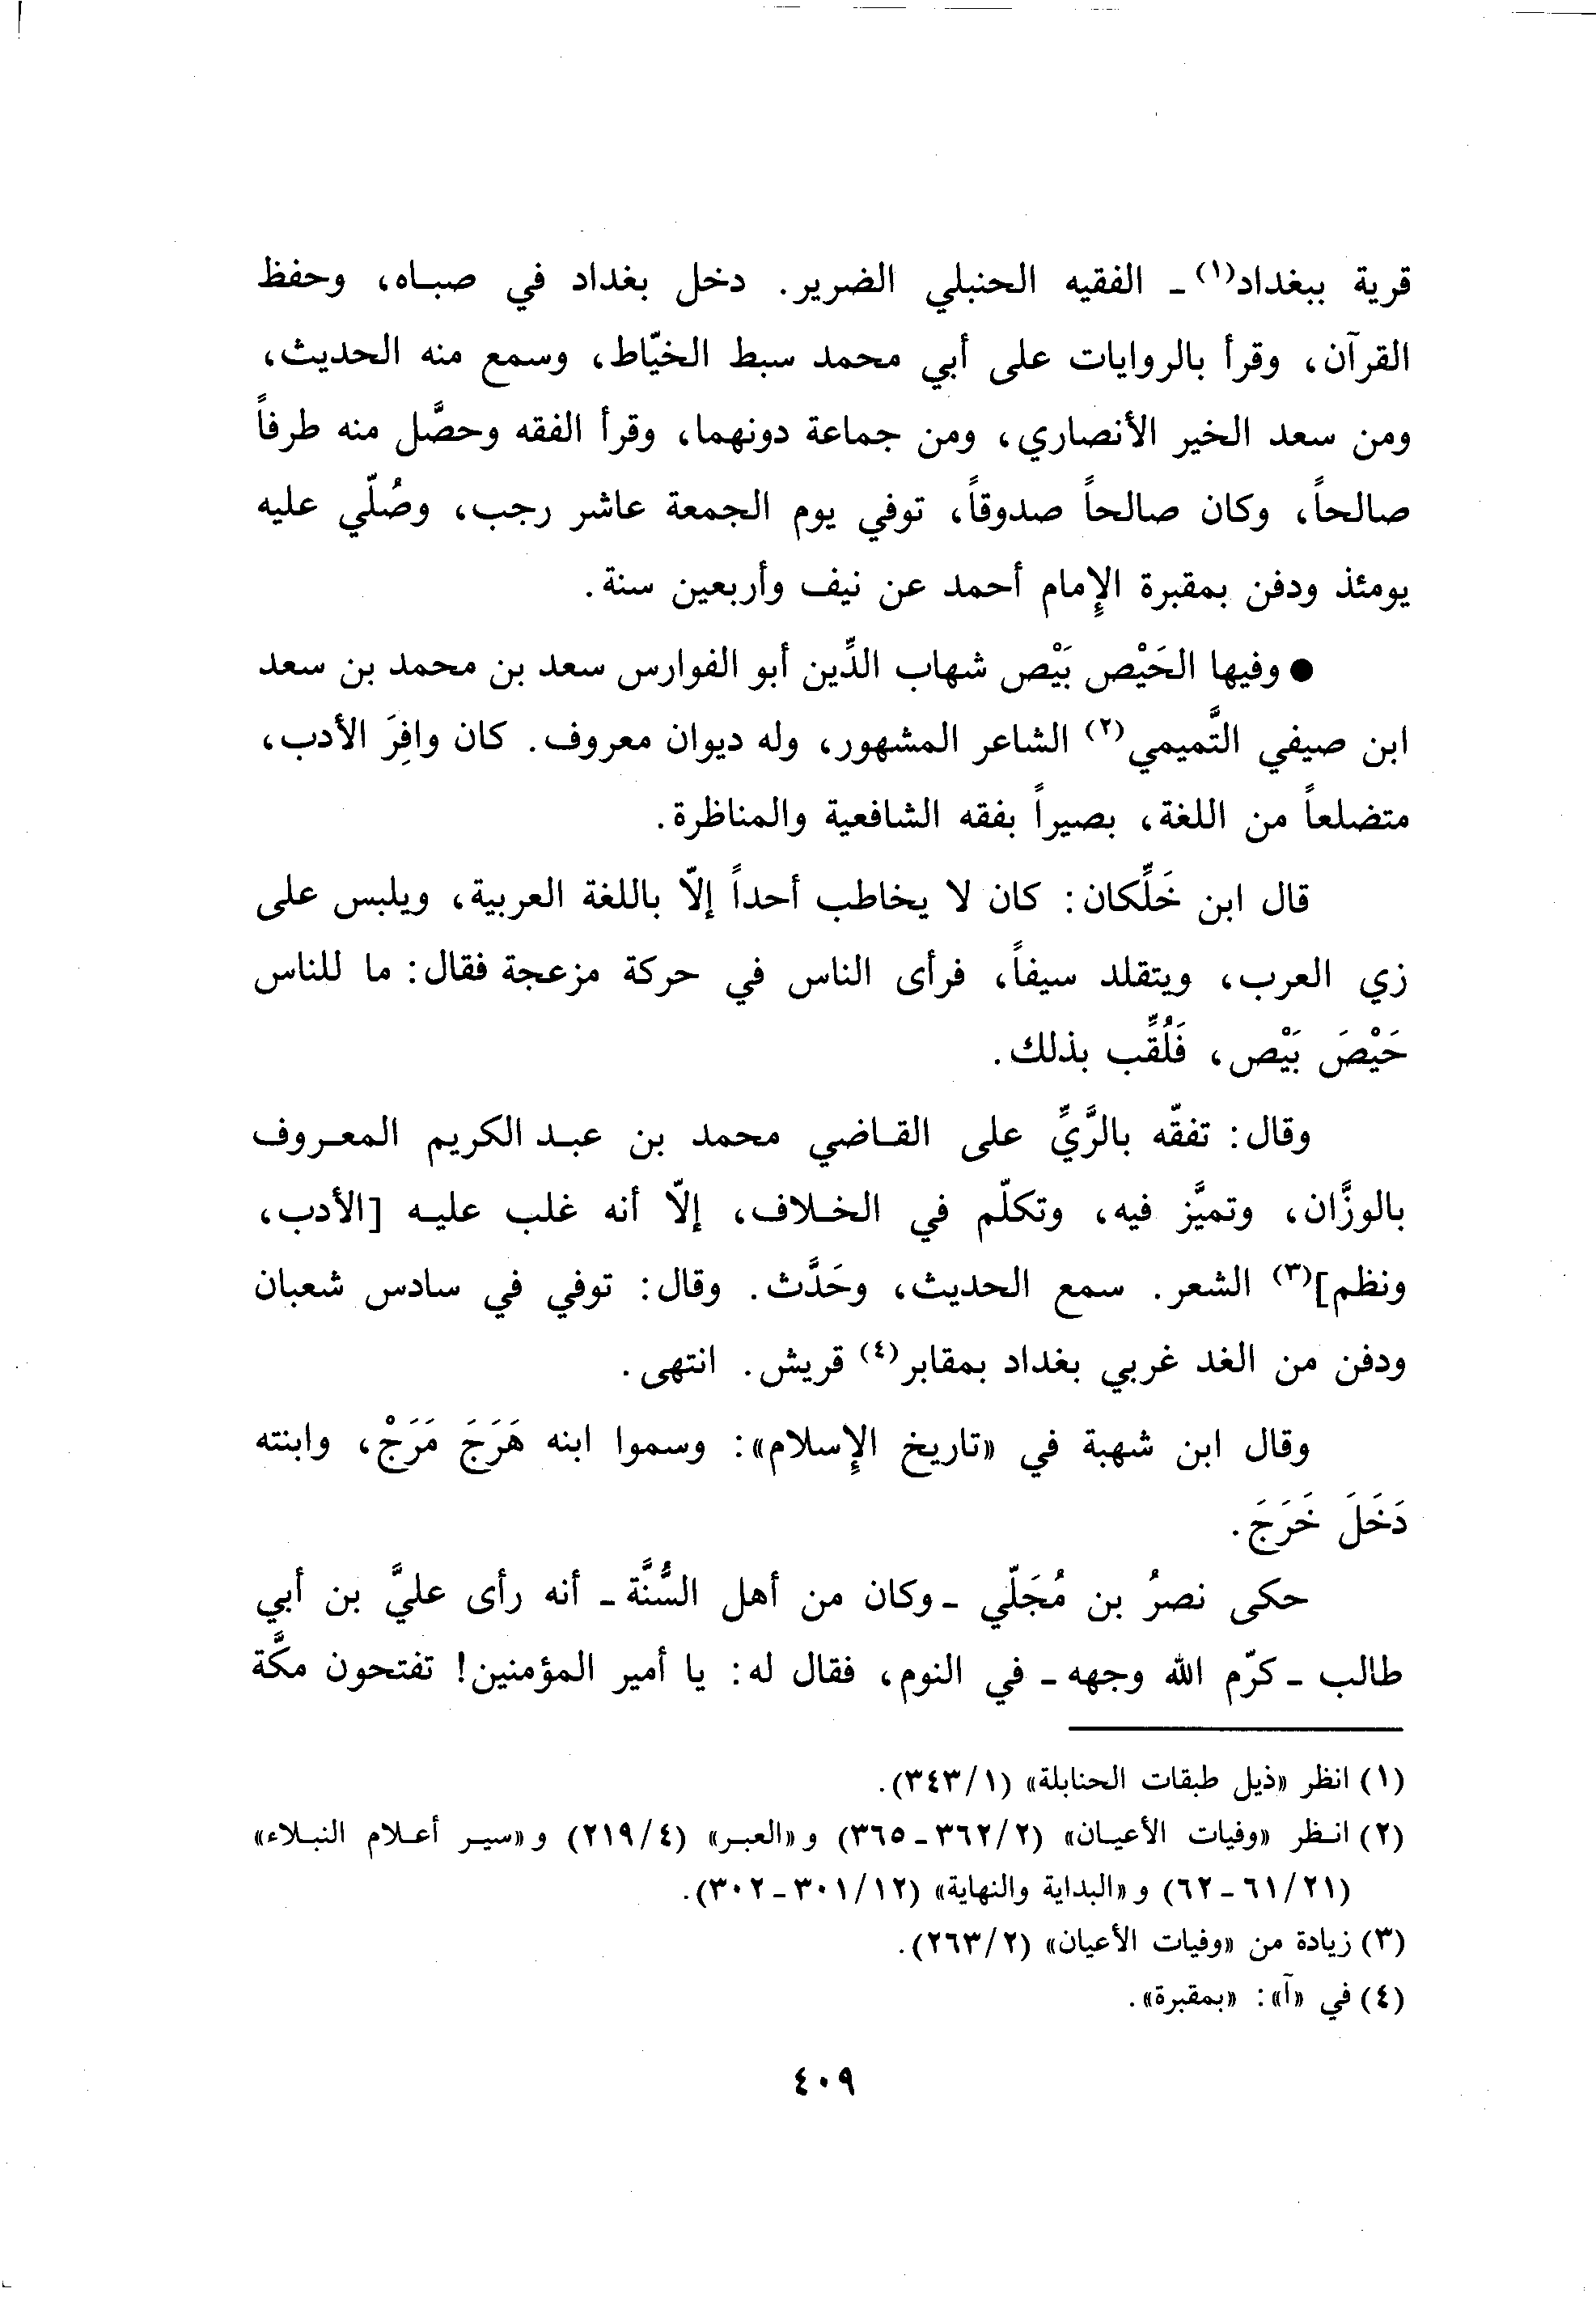 قرية ببغداد(١) ـ الفقيه الحنبلي الضرير. دخل بغداد في صباه، وحفظ
القرآن، وقرأ بالروايات على أبي محمد سبط الخيّاط، وسمع منه الحديث،
ومن سعد الخير الأنصاري، ومن جماعة دونهما، وقرأ الفقه وحصَّل منه طرفاً
صالحاً، وكان صالحاً صدوقاً، توفي يوم الجمعة عاشر رجب، وصُلّي عليه
يومئذ ودفن بمقبرة الإمام أحمد عن نيف وأربعين سنة.
● وفيها الحَيْص بَيْص شهاب الدِّين أبو الفوارس سعد بن محمد بن سعد
ابن صيفي التَّميمي(٢) الشاعر المشهور، وله ديوان معروف. كان وافِرَ الأدب،
متضلعاً من اللغة، بصيراً بفقه الشافعية والمناظرة.
قال ابن خَلِّكان: كان لا يخاطب أحداً إلّا باللغة العربية، ويلبس على
زي العرب، ويتقلد سيفاً، فرأى الناس في حركة مزعجة فقال: ما للناس
حَيْصَ بَيْص، فَلُقِّب بذلك.
وقال: تفقّه بالرَّيِّ على القاضي محمد بن عبد الكريم المعروف
بالوزَّان، وتميَّز فيه، وتكلّم في الخلاف، إلّا أنه غلب عليه [الأدب،
ونظم](٣) الشعر. سمع الحديث، وحَدَّث. وقال: توفي في سادس شعبان
ودفن من الغد غربي بغداد بمقابر(٤) قريش. انتهى.
وقال ابن شهبة في «تاريخ الإسلام»: وسموا ابنه هَرَجَ مَرَجْ، وابنته
دَخَلَ خَرَجَ.
حكى نصرُ بن مُجَلّي ـ وكان من أهل السُّنَّة ـ أنه رأى عليَّ بن أبي
طالب ـ كرّم الله وجهه ـ في النوم، فقال له: يا أمير المؤمنين! تفتحون مكَّة
(١) انظر «ذيل طبقات الحنابلة» (٣٤٣/١).
(٢) انظر «وفيات الأعيان» (٣٦٢/٢ ـ ٣٦٥) و «العبر» (٢١٩/٤) و «سير أعلام النبلاء»
(٦١/٢١ ـ ٦٢) و «البداية والنهاية» (٣٠١/١٢ ـ ٣٠٢).
(٣) زيادة من «وفيات الأعيان» (٢٦٣/٢).
(٤) في «آ»: «بمقبرة».
٤٠٩